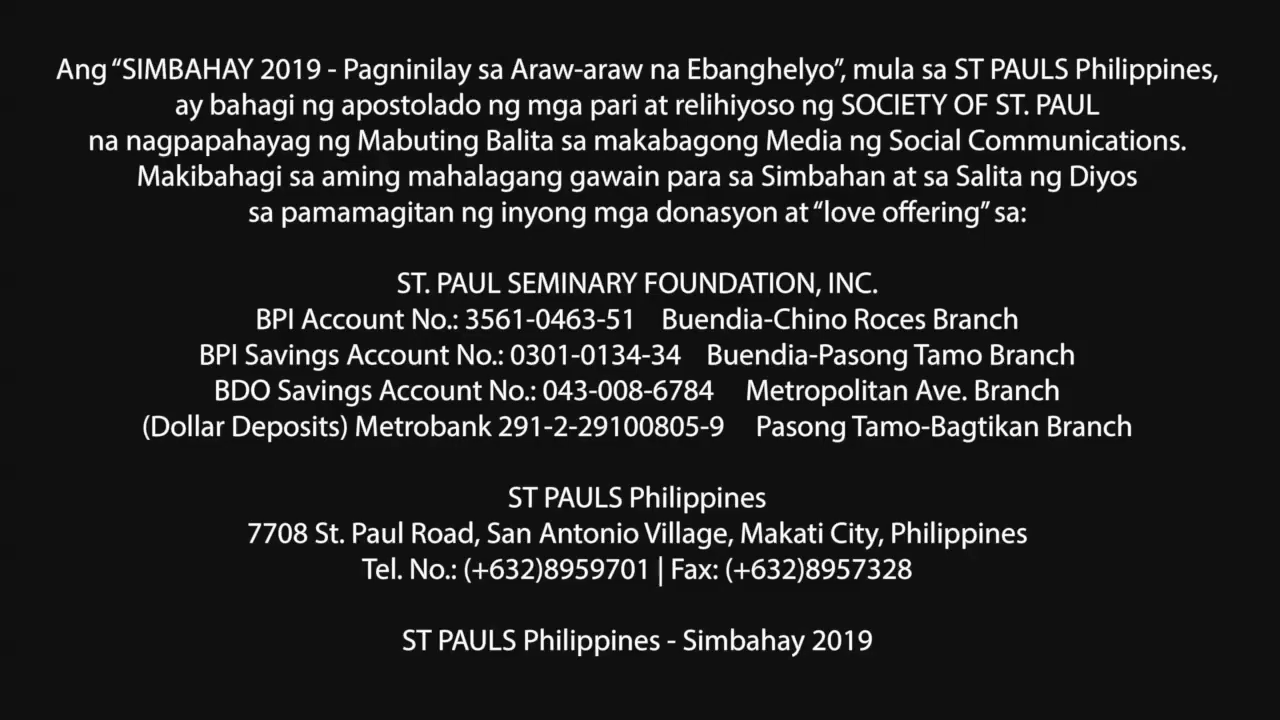 Ang “SIMBAHAY 2019 - Pagninilay sa Araw-araw na Ebanghelyo”, mula sa ST PAULS Philippines,
ay bahagi ng apostolado ng mga pari at relihiyoso ng SOCIETY OF ST. PAUL
na nagpapahayag ng Mabuting Balita sa makabagong Media ng Social Communications.
Makibahagi sa aming mahalagang gawain para sa Simbahan at sa Salita ng Diyos
sa pamamagitan ng inyong mga donasyon at “love offering” sa:
ST. PAUL SEMINARY FOUNDATION, INC.
BPI Account No.: 3561-0463-51 Buendia-Chino Roces Branch
BPI Savings Account No.: 0301-0134-34 Buendia-Pasong Tamo Branch
BDO Savings Account No.: 043-008-6784 Metropolitan Ave. Branch
(Dollar Deposits) Metrobank 291-2-29100805-9 Pasong Tamo-Bagtikan Branch
ST PAULS Philippines
7708 St. Paul Road, San Antonio Village, Makati City, Philippines
Tel. No.: (+632)8959701 | Fax: (+632)8957328
ST PAULS Philippines - Simbahay 2019